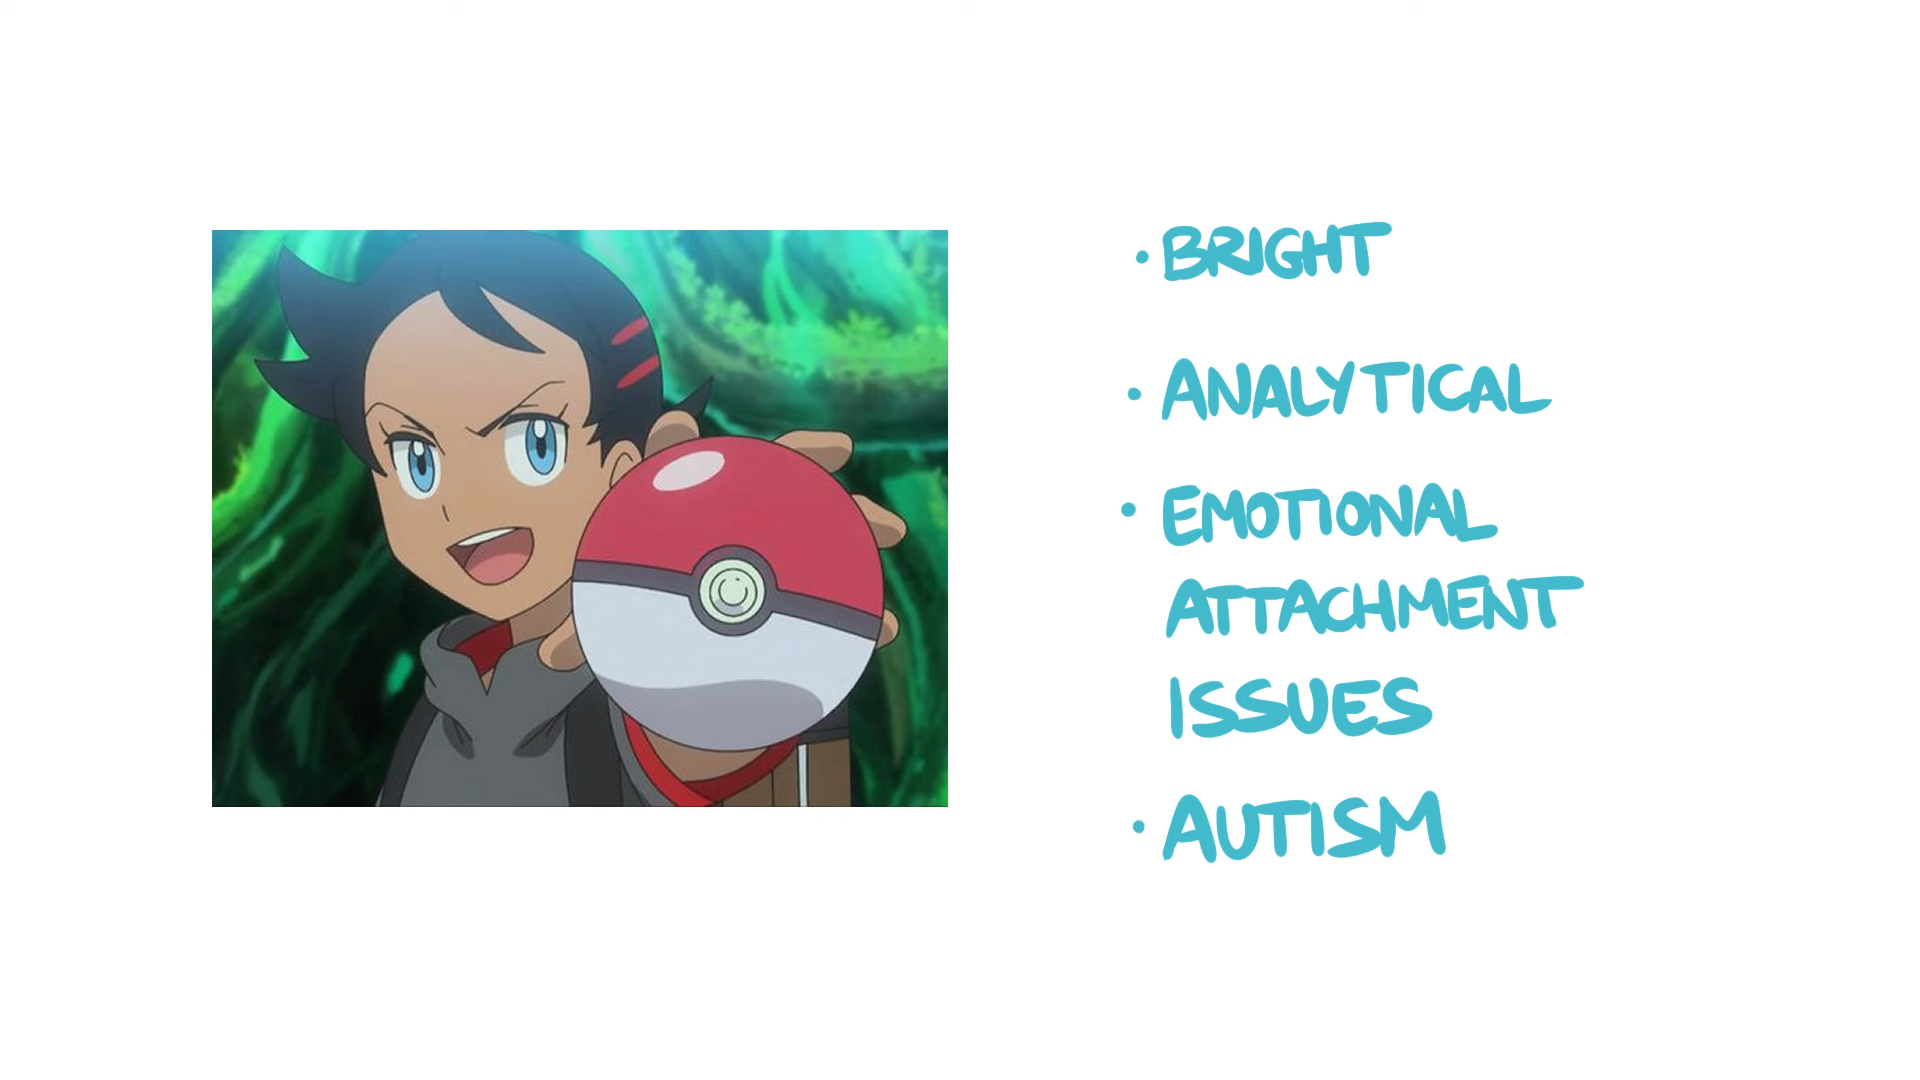 • BRIGHT
• ANALYTICAL
• EMOTIONAL
ATTACHMENT
ISSUES
• AUTISM